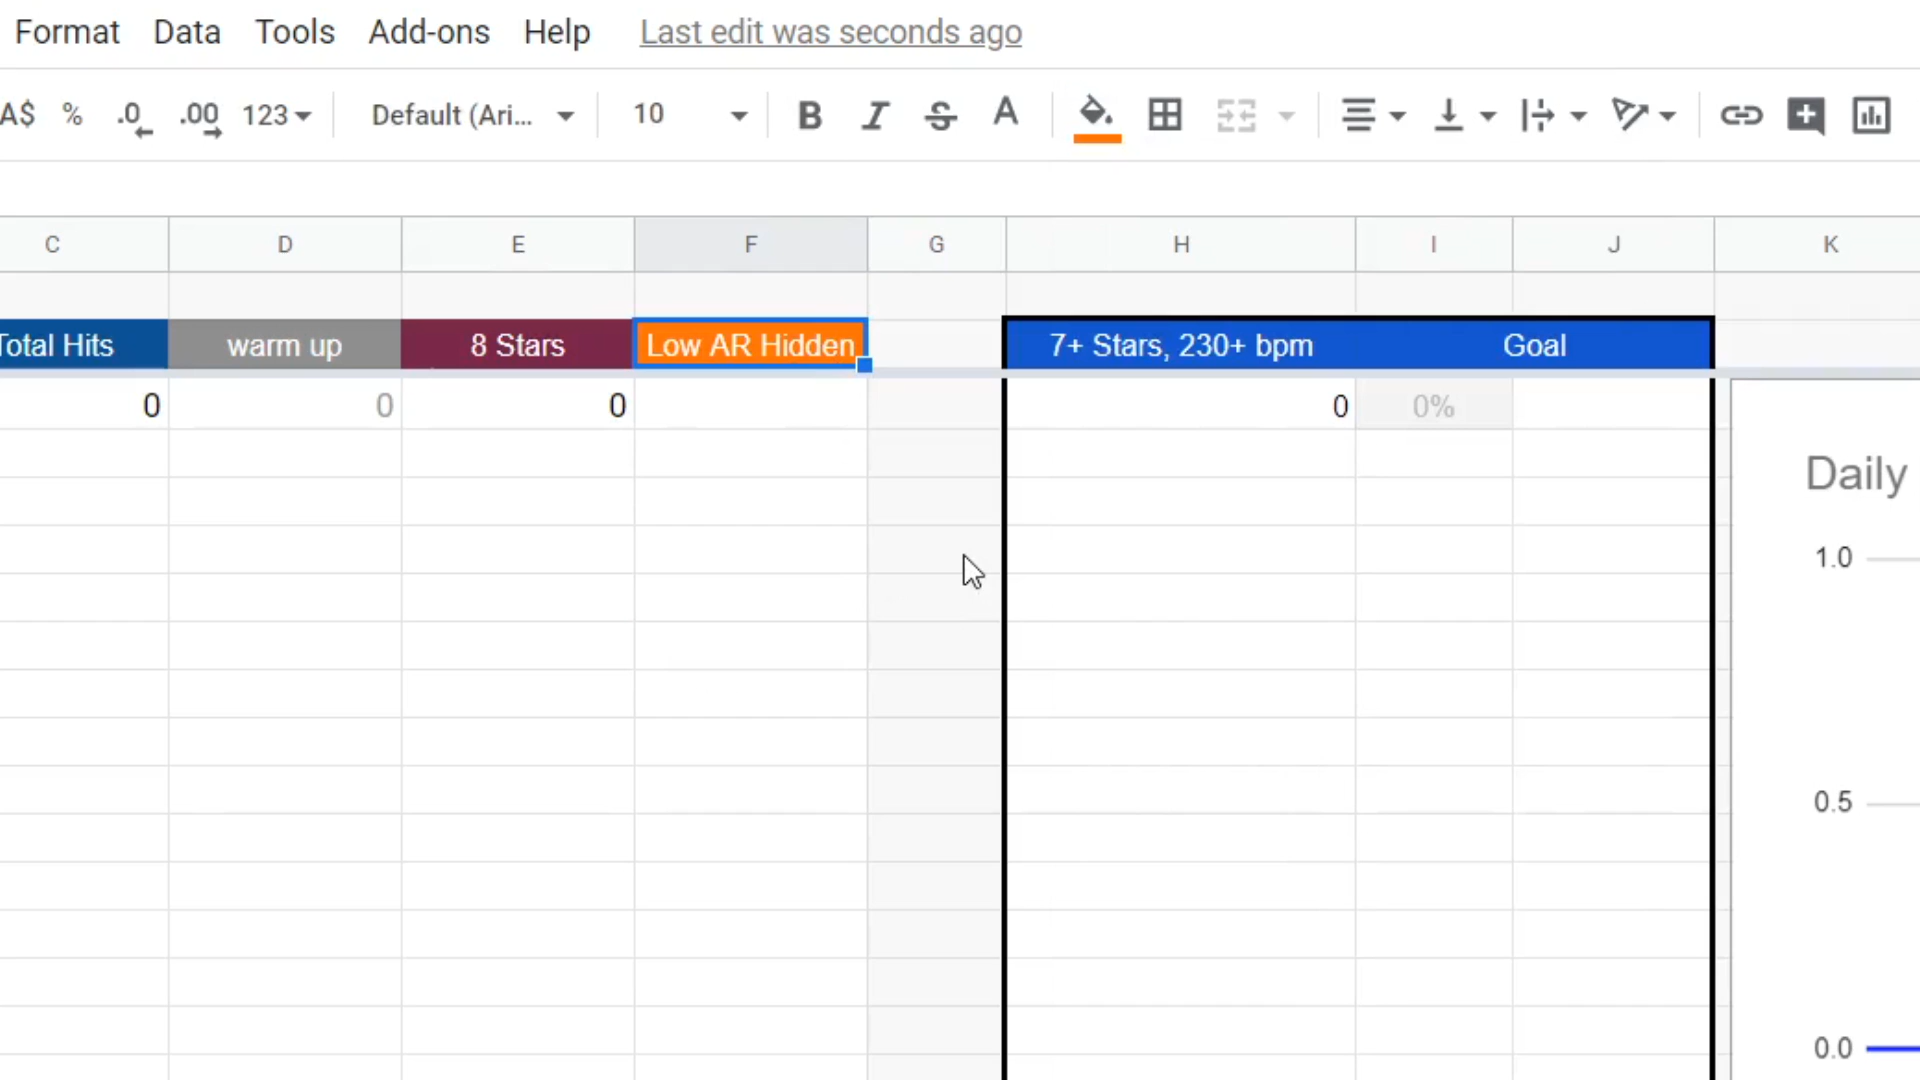 Format Data Tools Add-ons Help Last edit was seconds ago
A$ % .0 .00 123 Default (Ari... 10 B I S A
C D E F G H I J K
Total Hits warm up 8 Stars Low AR Hidden 7+ Stars, 230+ bpm Goal
0 0 0 0 0%
Daily
1.0
0.5
0.0